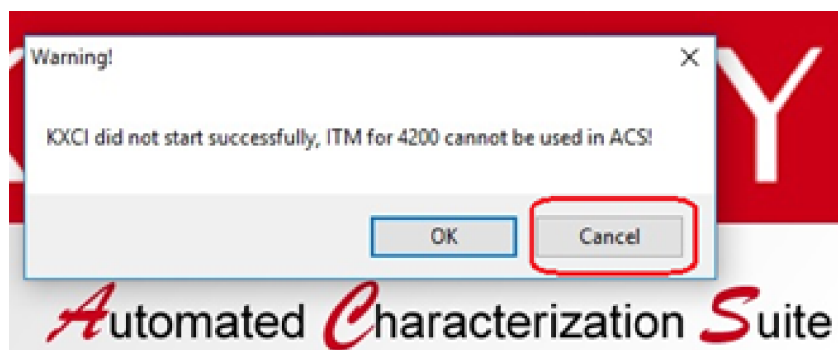 Y
Warning!
KXCI did not start successfully, ITM for 4200 cannot be used in ACS!
OK
Cancel
Automated Characterization Suite